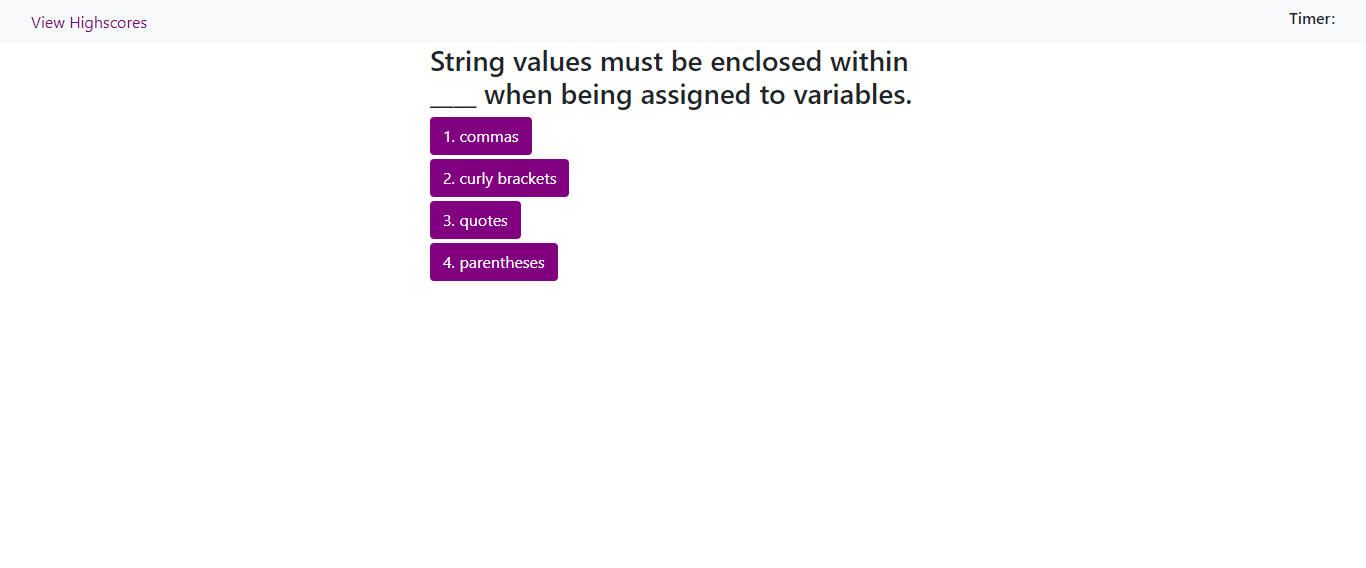 View Highscores
Timer:
String values must be enclosed within
____ when being assigned to variables.
1. commas
2. curly brackets
3. quotes
4. parentheses